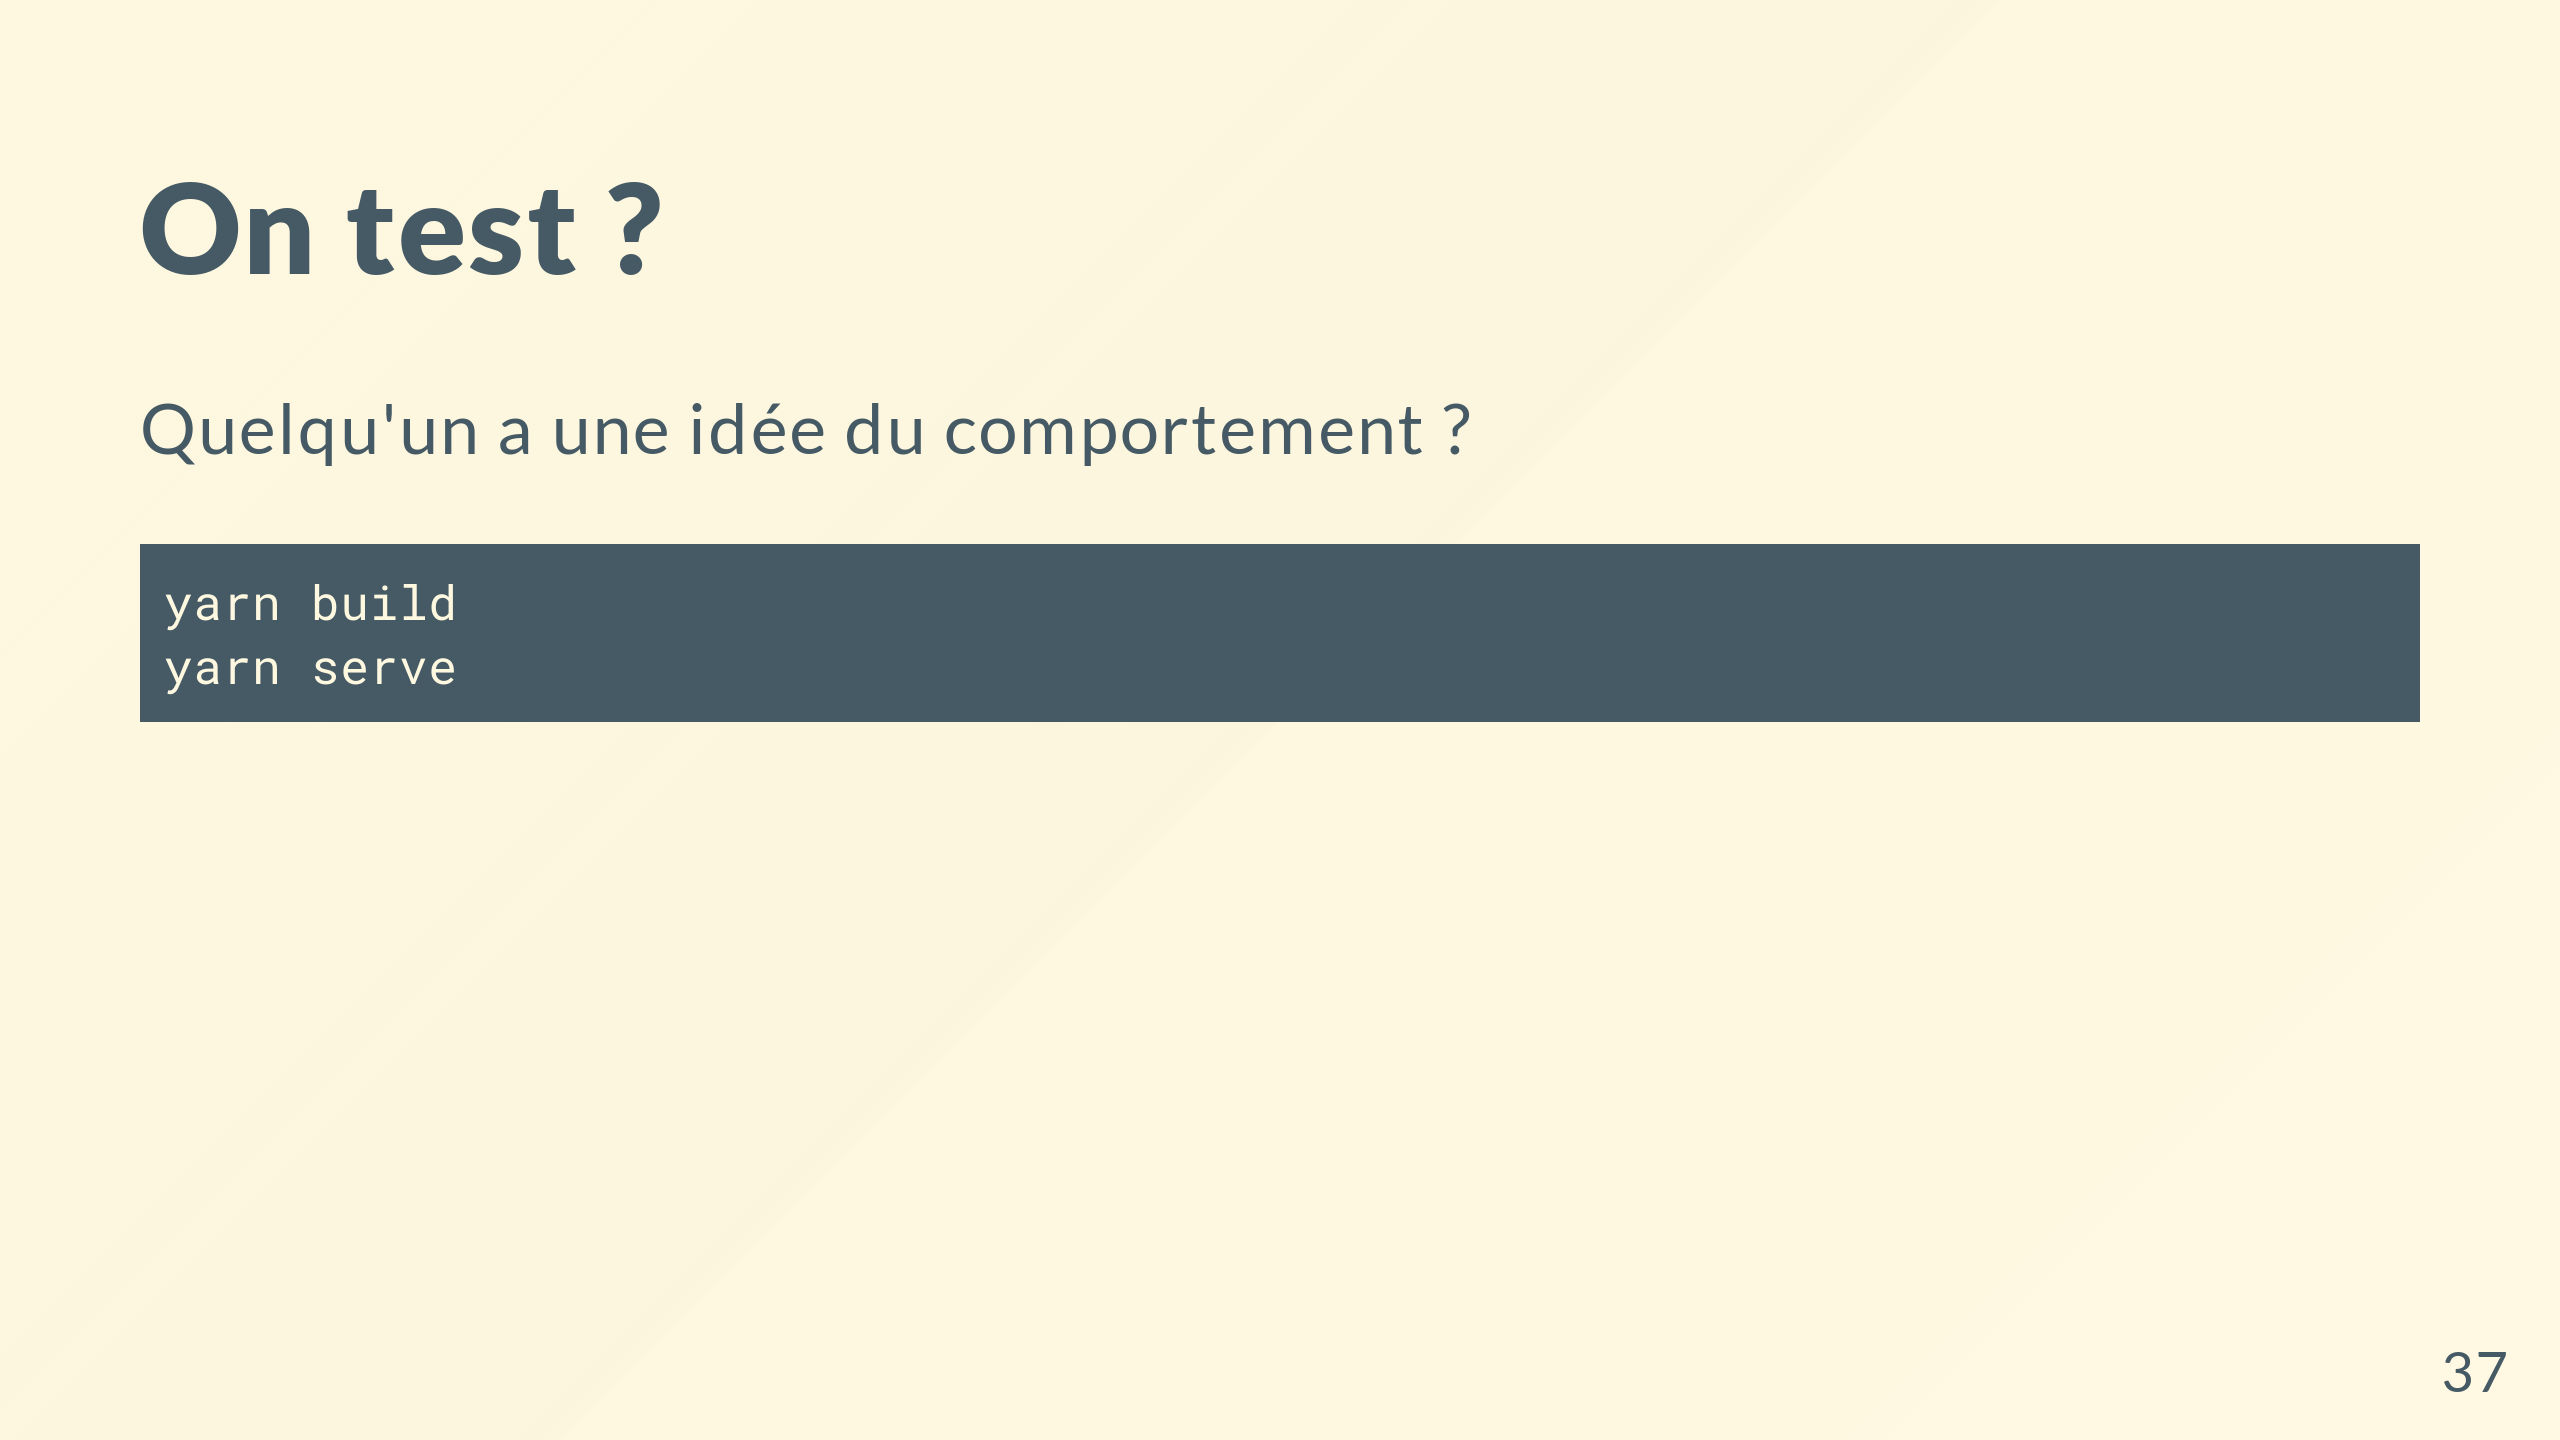 On test ?
Quelqu'un a une idée du comportement ?
yarn build
yarn serve
37